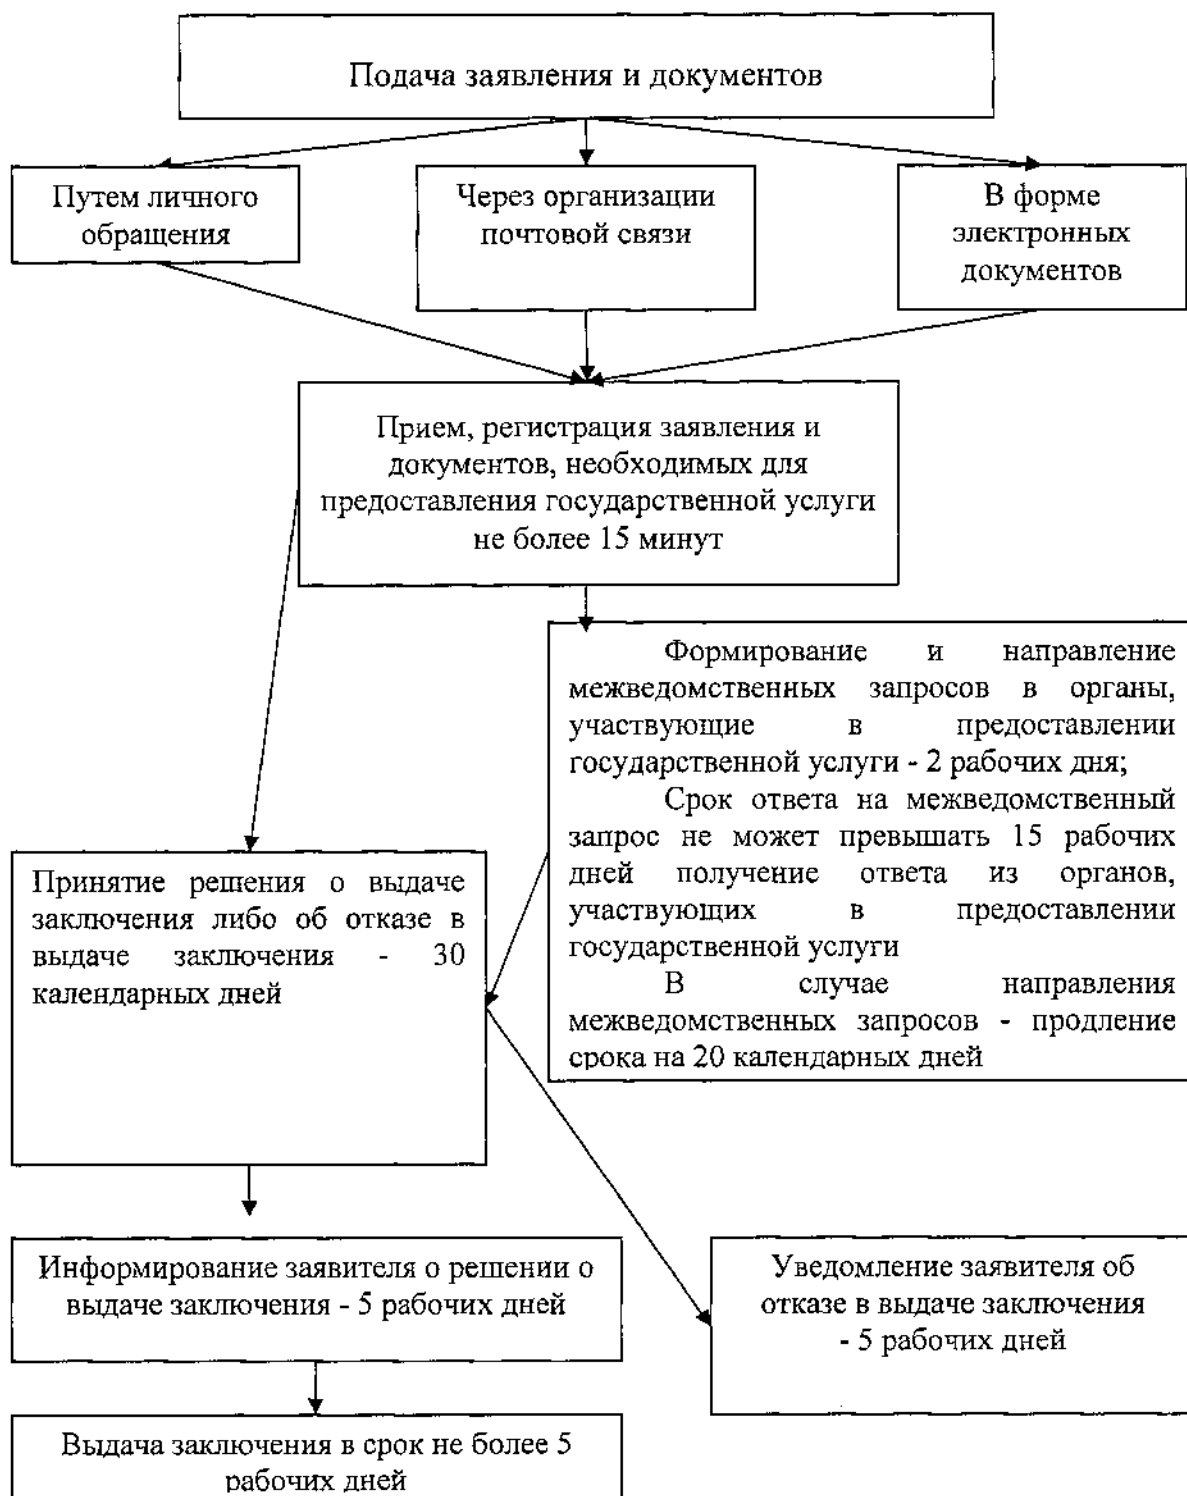 Подача заявления и документов
Путем личного
обращения
Через организации
почтовой связи
В форме
электронных
документов
Прием, регистрация заявления и
документов, необходимых для
предоставления государственной услуги
не более 15 минут
Формирование и направление
межведомственных запросов в органы,
участвующие в предоставлении
государственной услуги - 2 рабочих дня;
Срок ответа на межведомственный
запрос не может превышать 15 рабочих
дней получение ответа из органов,
участвующих в предоставлении
государственной услуги
В случае направления
межведомственных запросов - продление
срока на 20 календарных дней
Принятие решения о выдаче
заключения либо об отказе в
выдаче заключения - 30
календарных дней
Информирование заявителя о решении о
выдаче заключения - 5 рабочих дней
Уведомление заявителя об
отказе в выдаче заключения
- 5 рабочих дней
Выдача заключения в срок не более 5
рабочих дней